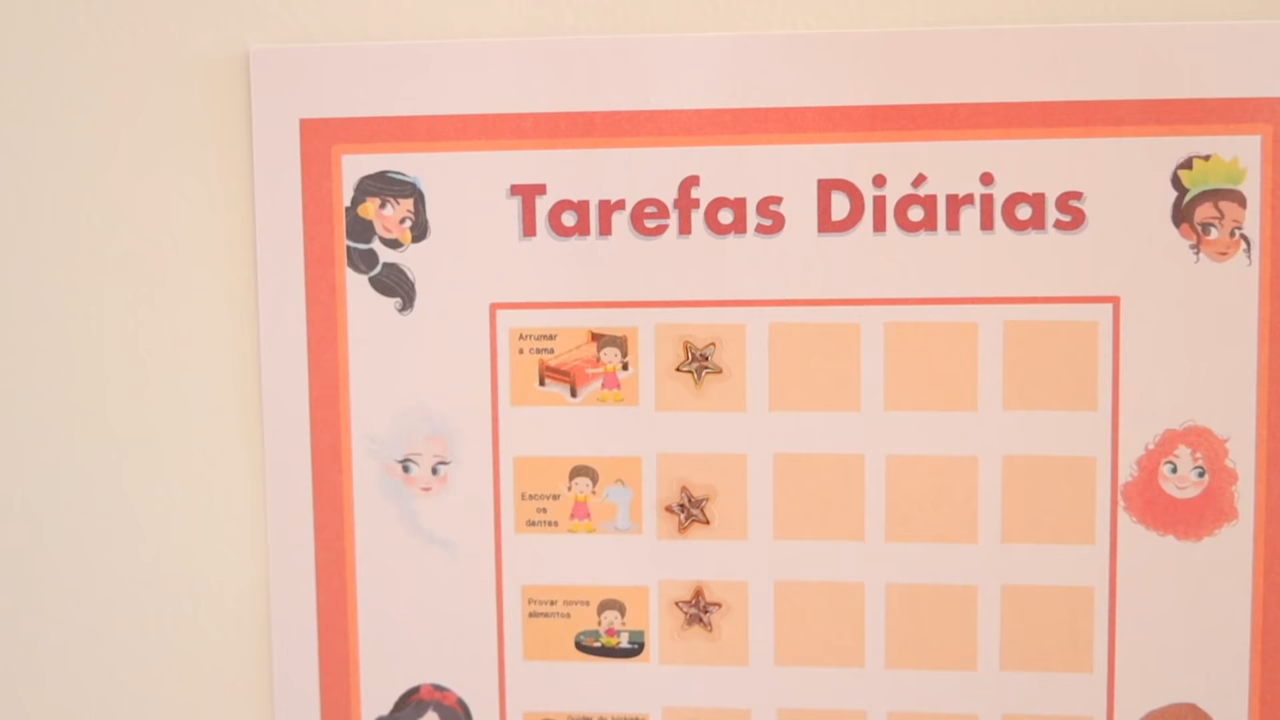 Tarefas Diárias
Arrumar
a cama
Escovar
os
dentes
Provar novos
alimentos